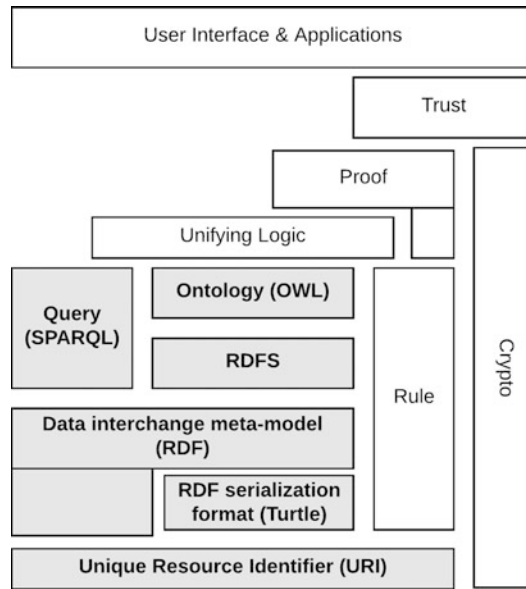 User Interface & Applications
Trust
Proof
Unifying Logic
Ontology (OWL)
Query
(SPARQL)
RDFS
Rule
Crypto
Data interchange meta-model
(RDF)
RDF serialization
format (Turtle)
Unique Resource Identifier (URI)